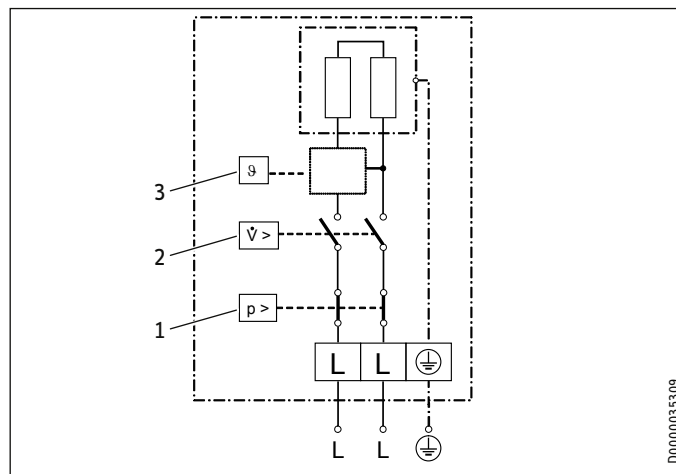 3 ϑ
2 V̇ >
1 p >
L L
L L
D0000035309